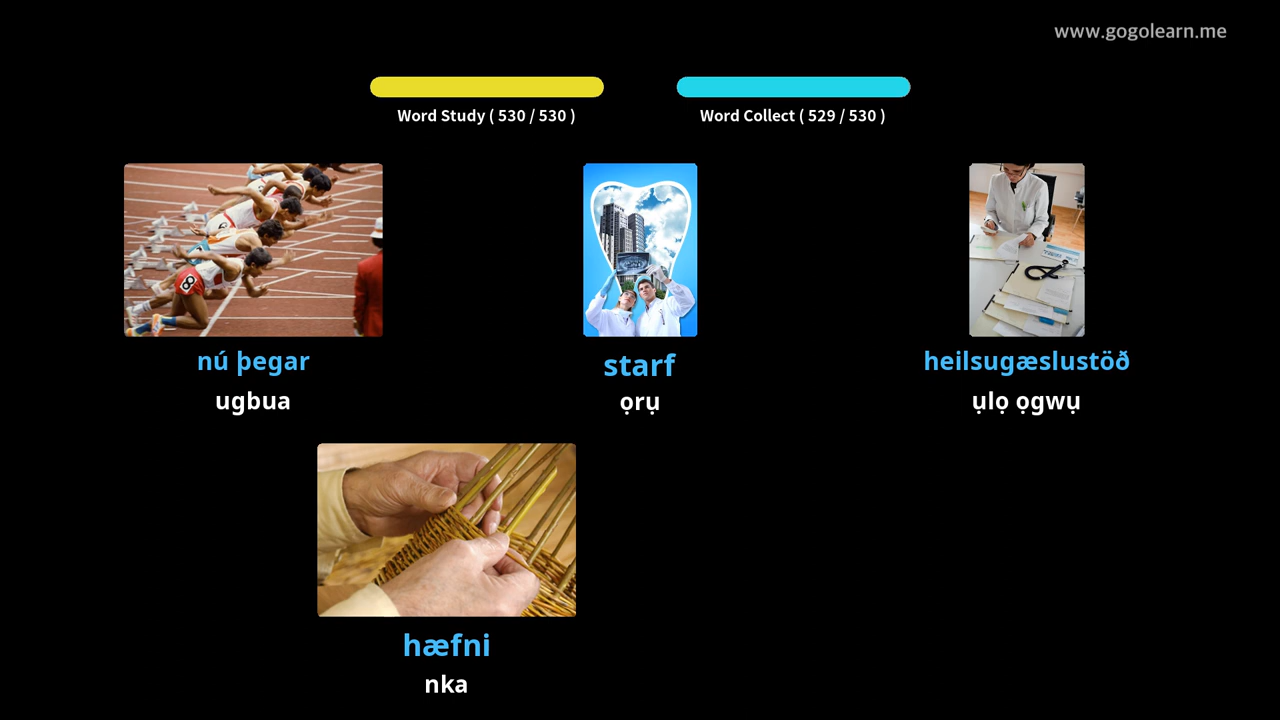 www.gogolearn.me
Word Study ( 530 / 530 )
Word Collect ( 529 / 530 )
nú þegar
ugbua
starf
ọrụ
heilsugæslustöð
ụlọ ọgwụ
8
hæfni
nka